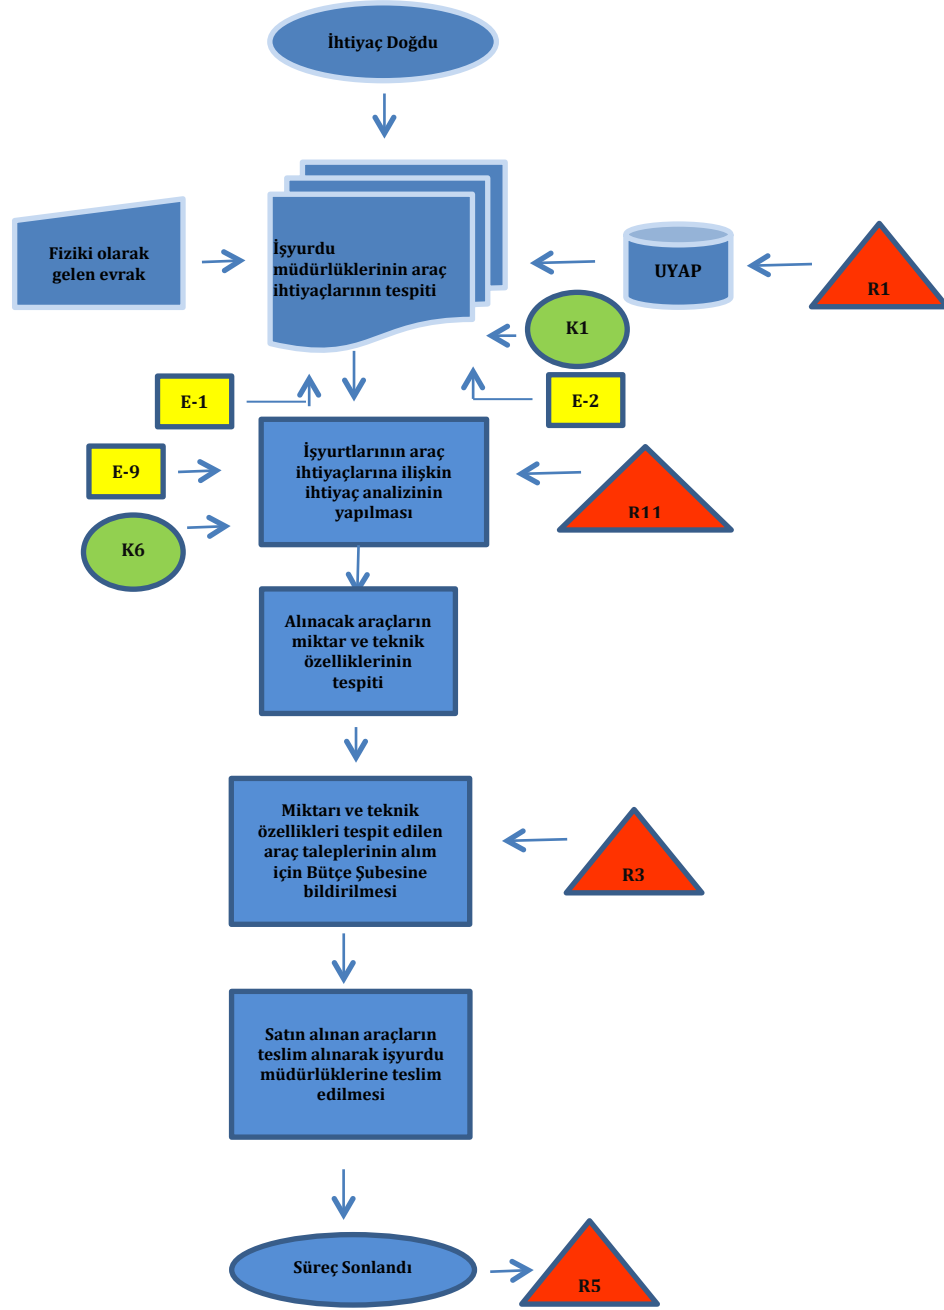 İhtiyaç Doğdu
Fiziki olarak
gelen evrak
İşyurdu
müdürlüklerinin araç
ihtiyaçlarının tespiti
UYAP
R1
K1
E-1
E-2
E-9
K6
İşyurtlarının araç
ihtiyaçlarına ilişkin
ihtiyaç analizinin
yapılması
R11
Alınacak araçların
miktar ve teknik
özelliklerinin
tespiti
Miktarı ve teknik
özellikleri tespit edilen
araç taleplerinin alım
için Bütçe Şubesine
bildirilmesi
R3
Satın alınan araçların
teslim alınarak işyurdu
müdürlüklerine teslim
edilmesi
Süreç Sonlandı
R5